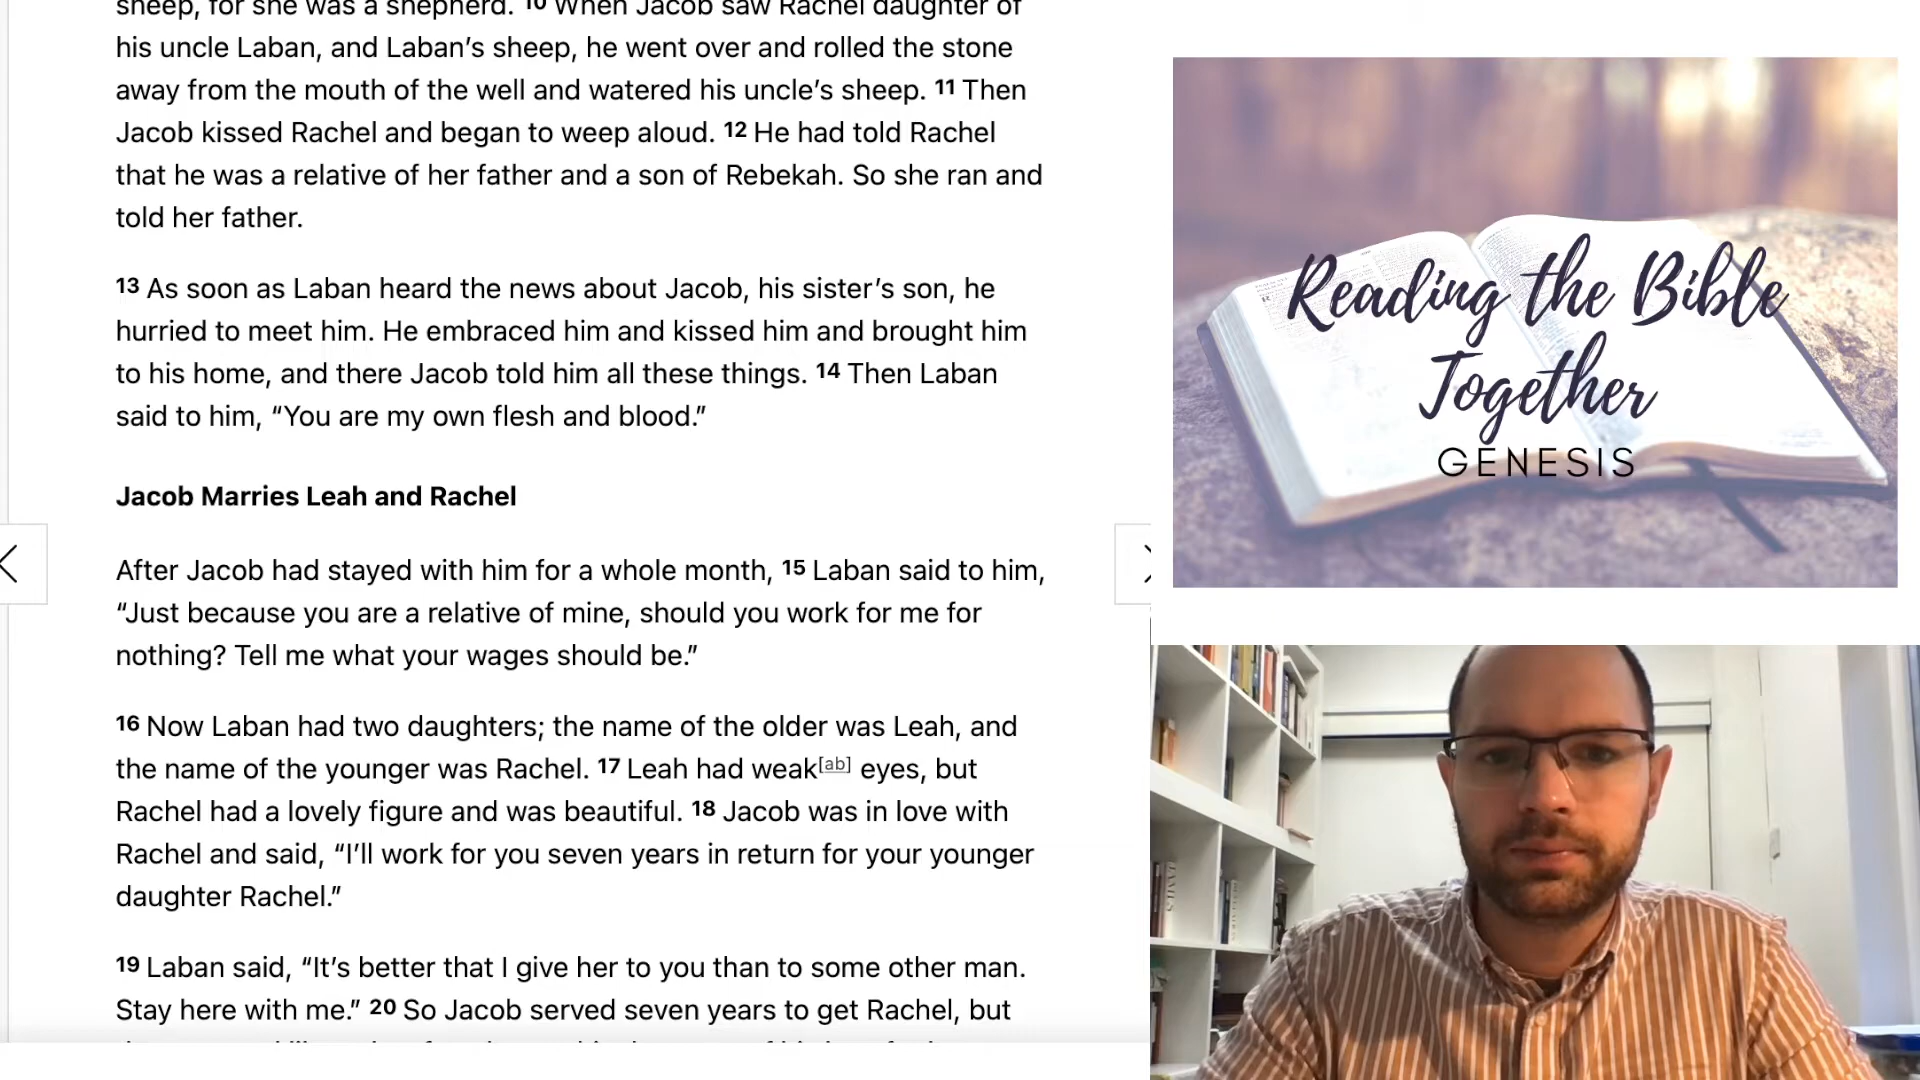 sheep, for she was a shepherd. 10 When Jacob saw Rachel daughter of
his uncle Laban, and Laban’s sheep, he went over and rolled the stone
away from the mouth of the well and watered his uncle’s sheep. 11 Then
Jacob kissed Rachel and began to weep aloud. 12 He had told Rachel
that he was a relative of her father and a son of Rebekah. So she ran and
told her father.
13 As soon as Laban heard the news about Jacob, his sister’s son, he
hurried to meet him. He embraced him and kissed him and brought him
to his home, and there Jacob told him all these things. 14 Then Laban
said to him, “You are my own flesh and blood.”
Jacob Marries Leah and Rachel
After Jacob had stayed with him for a whole month, 15 Laban said to him,
“Just because you are a relative of mine, should you work for me for
nothing? Tell me what your wages should be.”
16 Now Laban had two daughters; the name of the older was Leah, and
the name of the younger was Rachel. 17 Leah had weak[ab] eyes, but
Rachel had a lovely figure and was beautiful. 18 Jacob was in love with
Rachel and said, “I’ll work for you seven years in return for your younger
daughter Rachel.”
19 Laban said, “It’s better that I give her to you than to some other man.
Stay here with me.” 20 So Jacob served seven years to get Rachel, but
Reading the Bible
Together
GENESIS